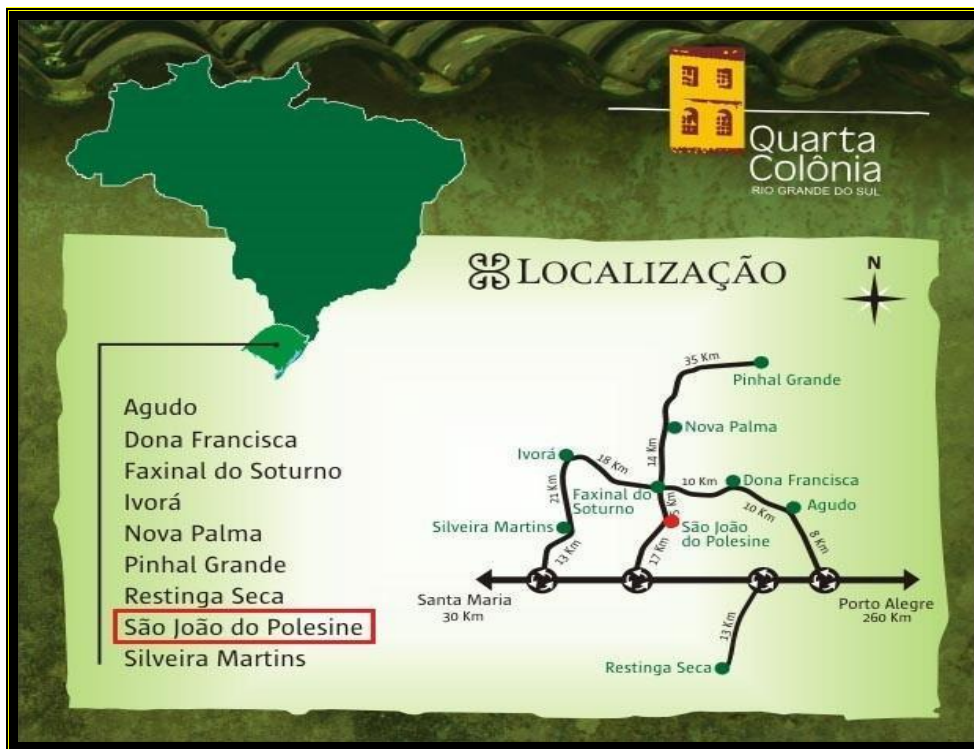 Quarta
Colônia
RIO GRANDE DO SUL
LOCALIZAÇÃO
N
Agudo
Dona Francisca
Faxinal do Soturno
Ivorá
Nova Palma
Pinhal Grande
Restinga Seca
São João do Polesine
Silveira Martins
35 Km
Pinhal Grande
Nova Palma
14 Km
Ivorá
18 Km
21 Km
Faxinal do
Soturno
10 Km
Dona Francisca
10 Km
Agudo
8 Km
5 Km
São João
do Polesine
17 Km
Silveira Martins
13 Km
Santa Maria
30 Km
Porto Alegre
260 Km
13 Km
Restinga Seca